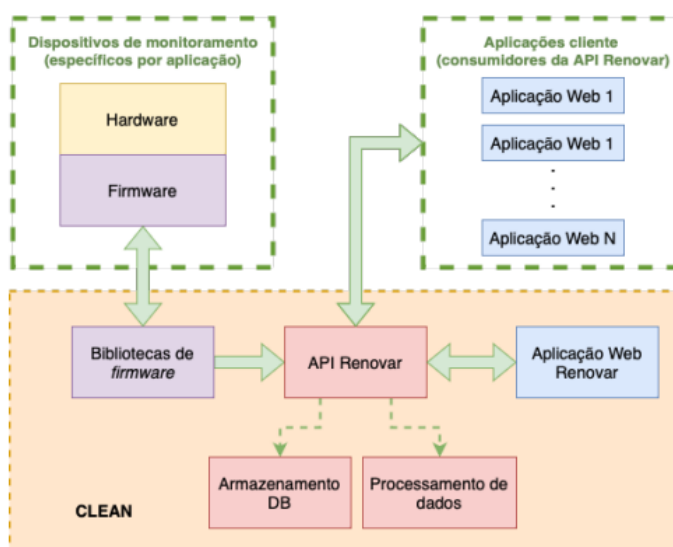 Dispositivos de monitoramento
(específicos por aplicação)
Hardware
Firmware
Aplicações cliente
(consumidores da API Renovar)
Aplicação Web 1
Aplicação Web 1
Aplicação Web N
Bibliotecas de
firmware
API Renovar
Aplicação Web
Renovar
Armazenamento
DB
Processamento de
dados
CLEAN